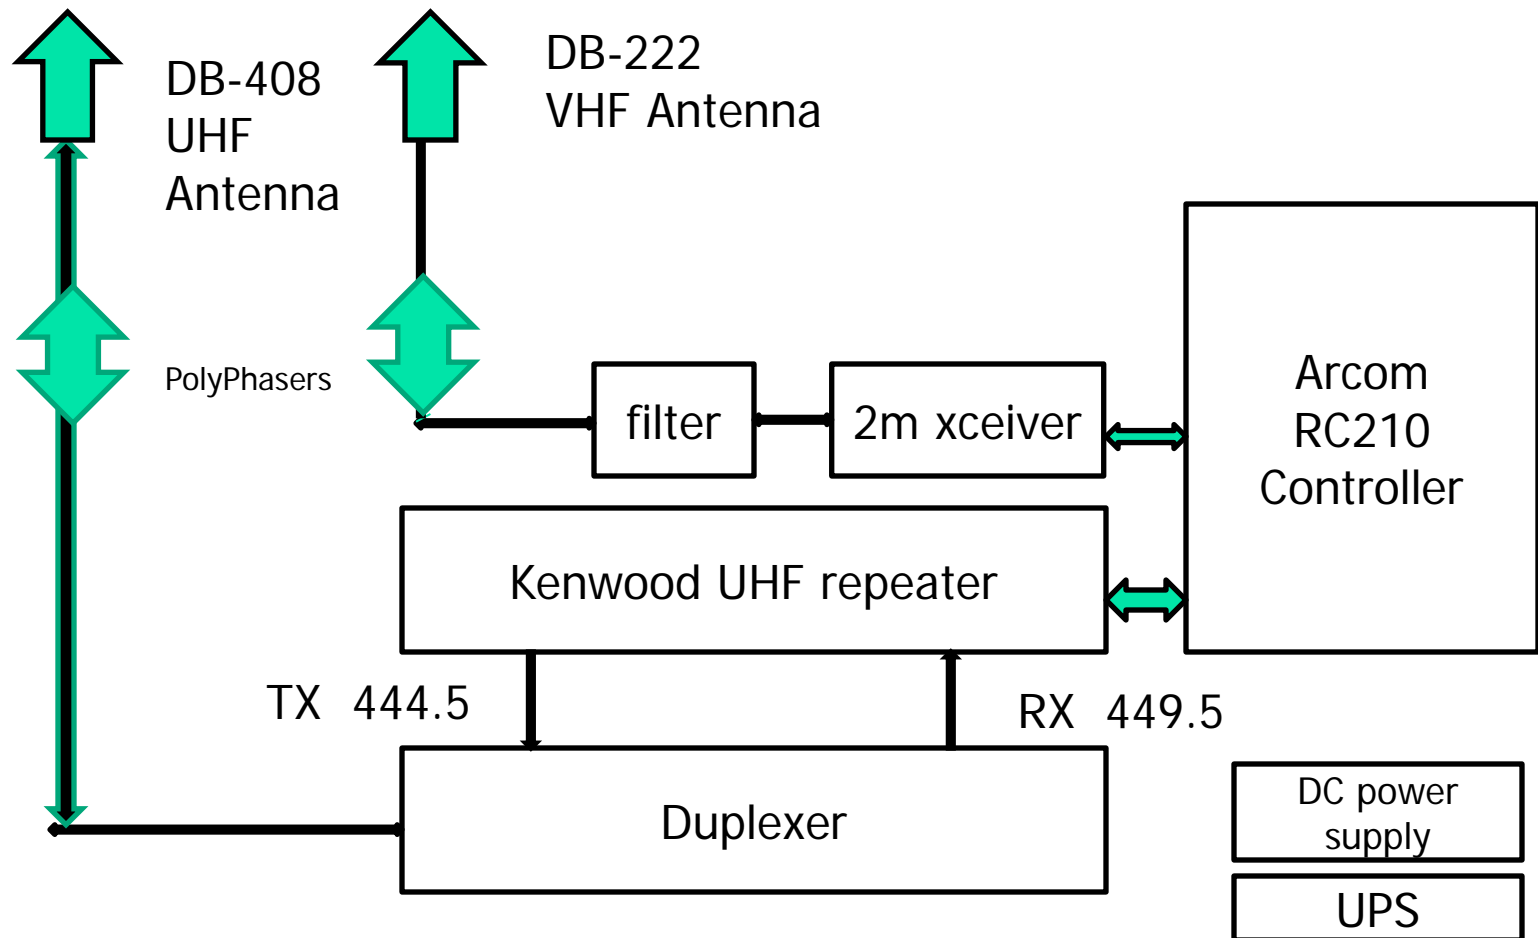 DB-408
UHF
Antenna
DB-222
VHF Antenna
PolyPhasers
filter
2m xceiver
Arcom
RC210
Controller
Kenwood UHF repeater
TX 444.5
RX 449.5
Duplexer
DC power
supply
UPS